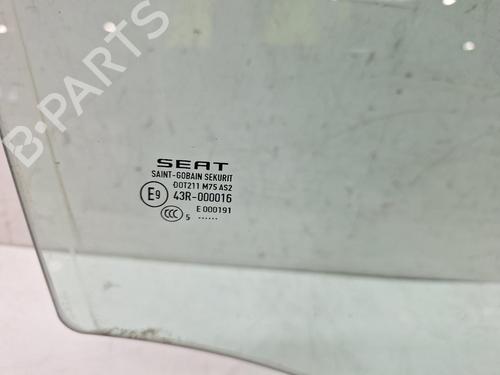 B-PARTS
SEAT
SAINT-GOBAIN SEKURIT
DOT211 M75 AS2
E9 43R-000016
E 000191
CCC 5 ......